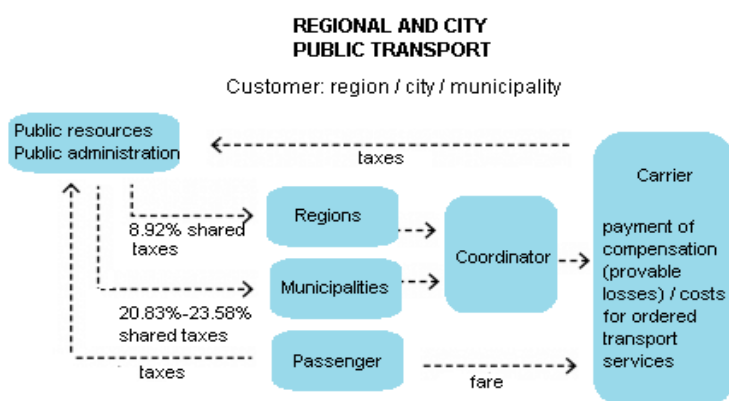 REGIONAL AND CITY
PUBLIC TRANSPORT
Customer: region / city / municipality
Public resources
Public administration
taxes
Carrier
payment of
compensation
(provable
losses) / costs
for ordered
transport
services
Regions
8.92% shared
taxes
Coordinator
Municipalities
20.83%-23.58%
shared taxes
Passenger
taxes
fare